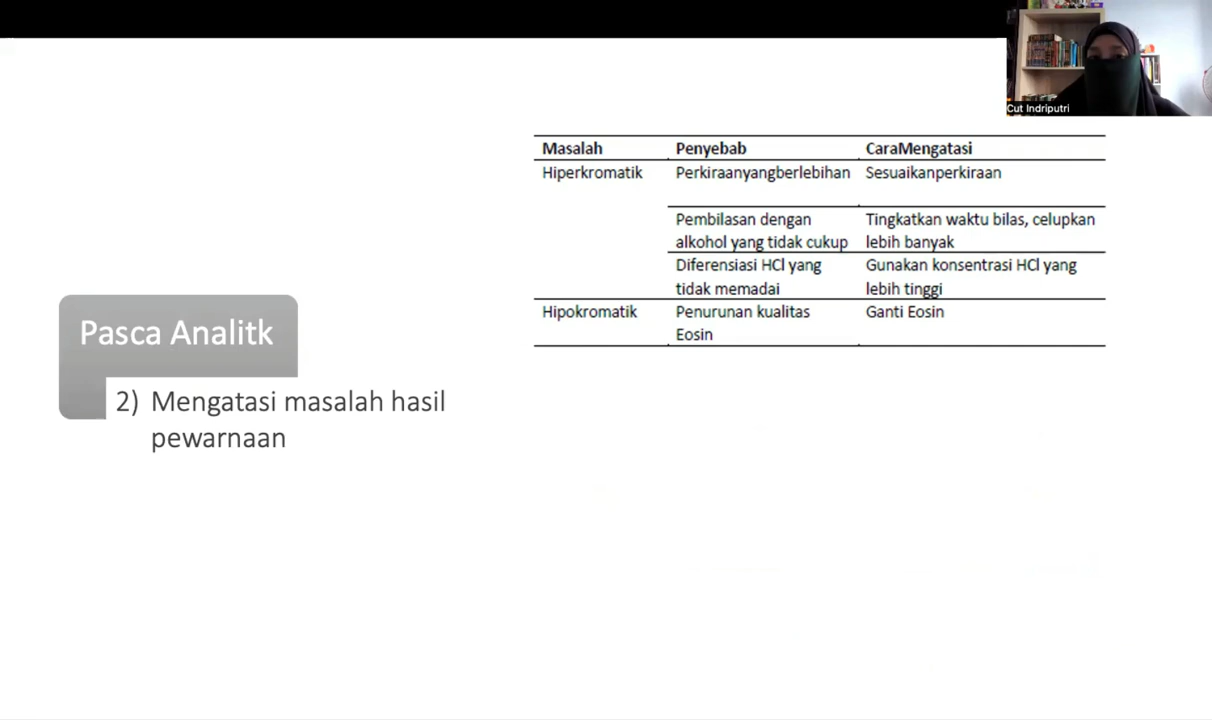 Cut Indriputri
Masalah Penyebab CaraMengatasi
Hiperkromatik Perkiraanyangberlebihan Sesuaikanperkiraan
Pembilasan dengan Tingkatkan waktu bilas, celupkan
alkohol yang tidak cukup lebih banyak
Diferensiasi HCl yang Gunakan konsentrasi HCl yang
tidak memadai lebih tinggi
Hipokromatik Penurunan kualitas Ganti Eosin
Eosin
Pasca Analitk
2) Mengatasi masalah hasil
pewarnaan